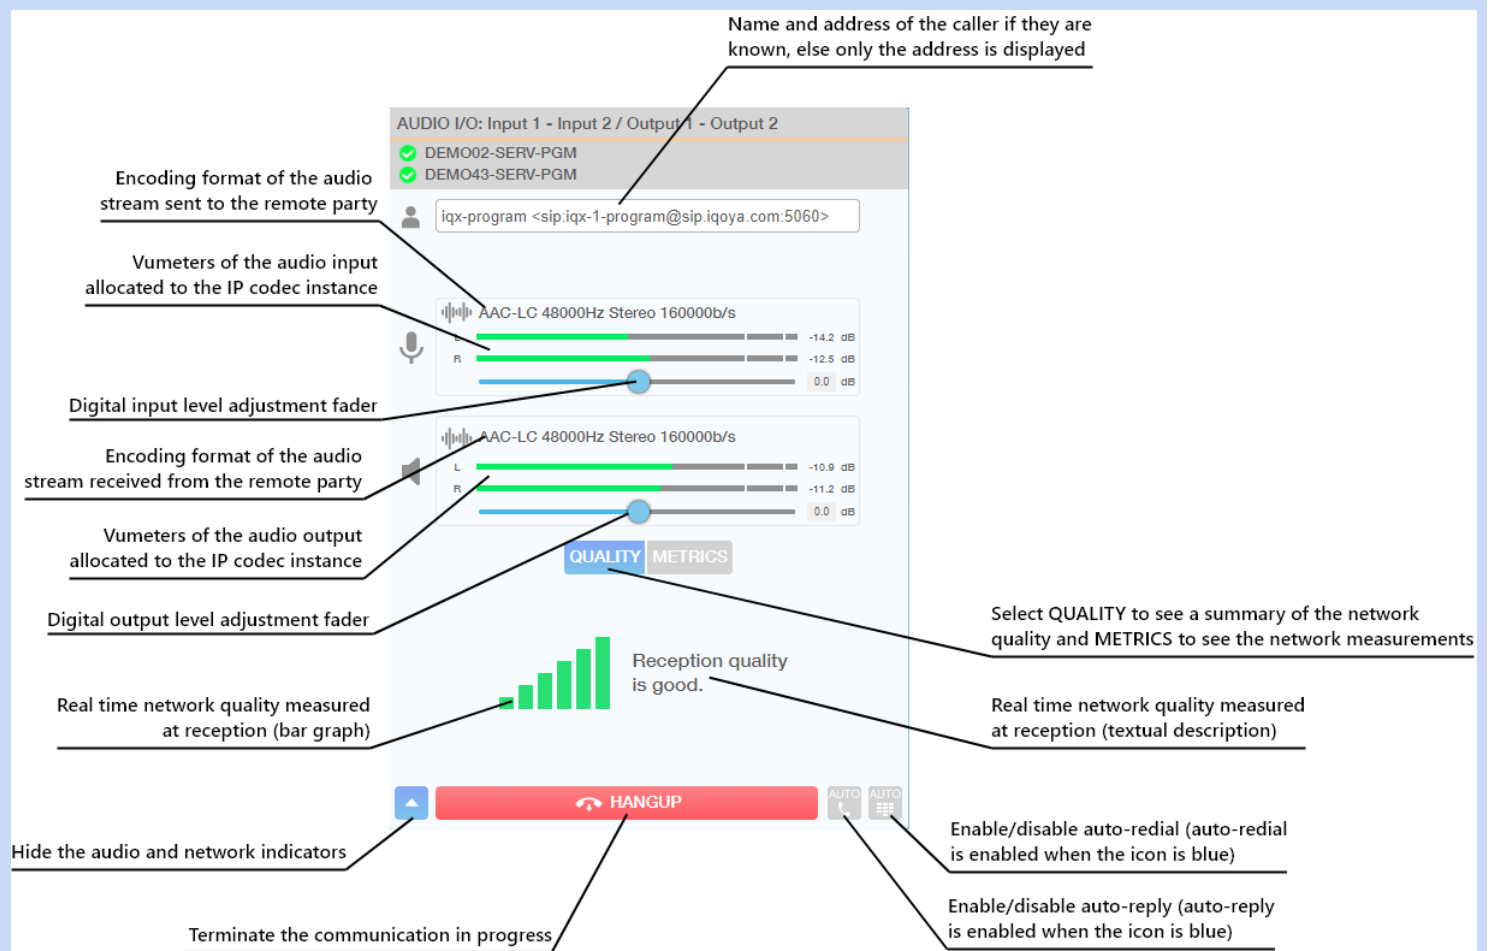 Name and address of the caller if they are
known, else only the address is displayed
AUDIO I/O: Input 1 - Input 2 / Output 1 - Output 2
DEMO02-SERV-PGM
DEMO43-SERV-PGM
Encoding format of the audio
stream sent to the remote party
iqx-program <sip:iqx-1-program@sip.iqoya.com:5060>
Vumeters of the audio input
allocated to the IP codec instance
AAC-LC 48000Hz Stereo 160000b/s
L -14.2 dB
R -12.5 dB
0.0 dB
Digital input level adjustment fader
Encoding format of the audio
stream received from the remote party
AAC-LC 48000Hz Stereo 160000b/s
L -10.9 dB
R -11.2 dB
0.0 dB
Vumeters of the audio output
allocated to the IP codec instance
QUALITY METRICS
Digital output level adjustment fader
Select QUALITY to see a summary of the network
quality and METRICS to see the network measurements
Reception quality
is good.
Real time network quality measured
at reception (bar graph)
Real time network quality measured
at reception (textual description)
HANGUP
AUTO AUTO
Hide the audio and network indicators
Enable/disable auto-redial (auto-redial
is enabled when the icon is blue)
Enable/disable auto-reply (auto-reply
is enabled when the icon is blue)
Terminate the communication in progress